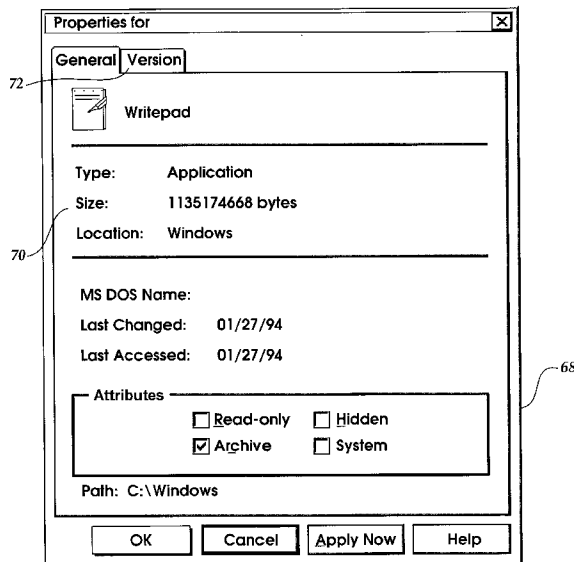 Properties for
General Version
72
Writepad
Type: Application
Size: 1135174668 bytes
70
Location: Windows
MS DOS Name:
Last Changed: 01/27/94
Last Accessed: 01/27/94
68
Attributes
Read-only Hidden
Archive System
Path: C:\Windows
OK Cancel Apply Now Help